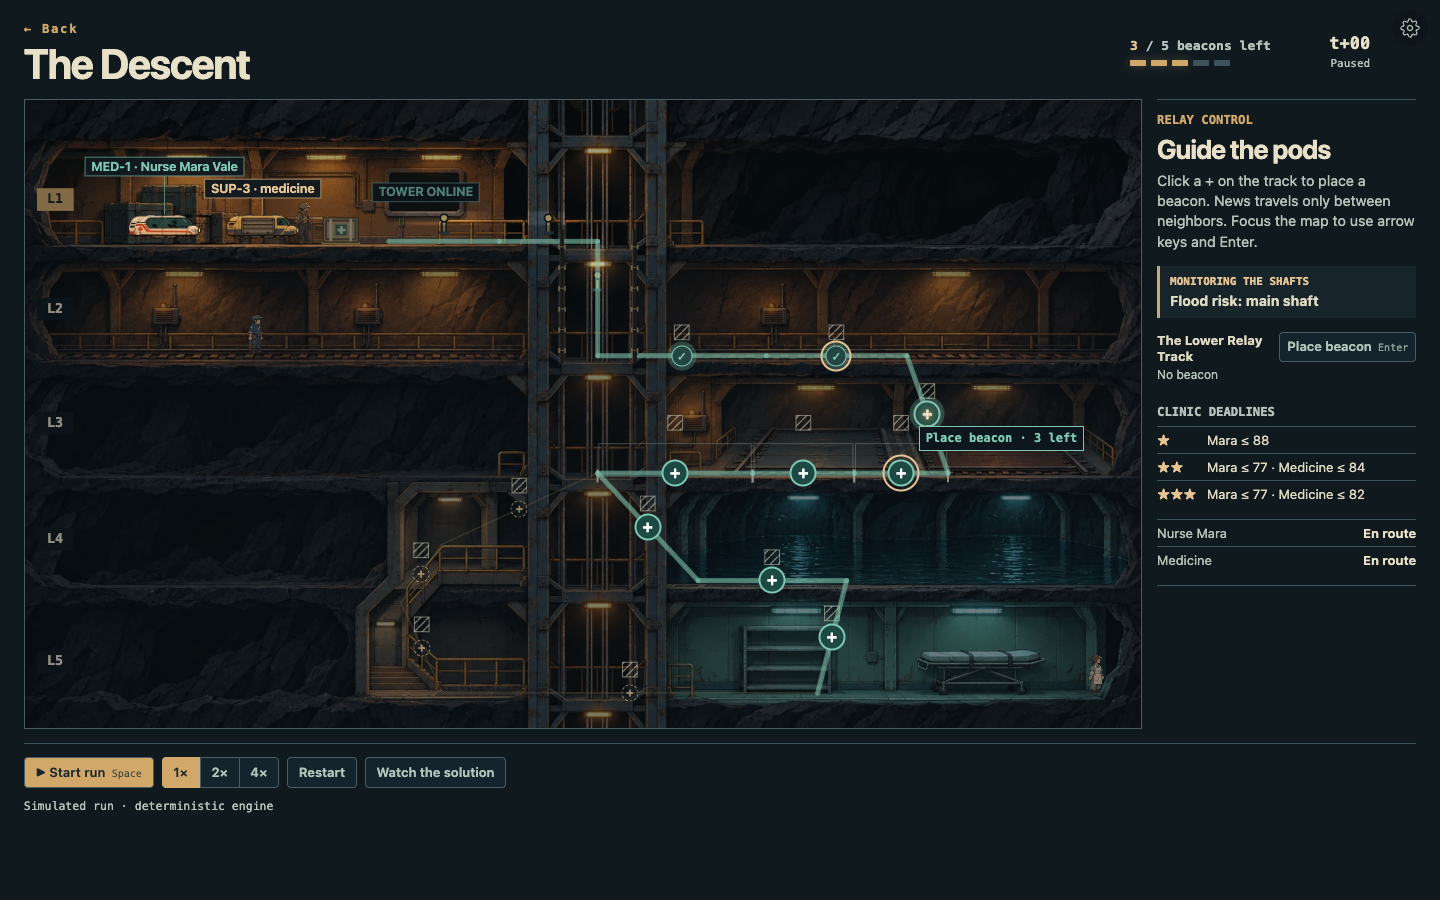 ← Back
The Descent
3 / 5 beacons left
t+00
Paused
MED-1 · Nurse Mara Vale
SUP-3 · medicine
TOWER ONLINE
L1
L2
L3
L4
L5
Place beacon · 3 left
RELAY CONTROL
Guide the pods
Click a + on the track to place a
beacon. News travels only between
neighbors. Focus the map to use arrow
keys and Enter.
MONITORING THE SHAFTS
Flood risk: main shaft
The Lower Relay
Track
No beacon
Place beacon Enter
CLINIC DEADLINES
★ Mara ≤ 88
★★ Mara ≤ 77 · Medicine ≤ 84
★★★ Mara ≤ 77 · Medicine ≤ 82
Nurse Mara En route
Medicine En route
▶ Start run Space
1×
2×
4×
Restart
Watch the solution
Simulated run · deterministic engine